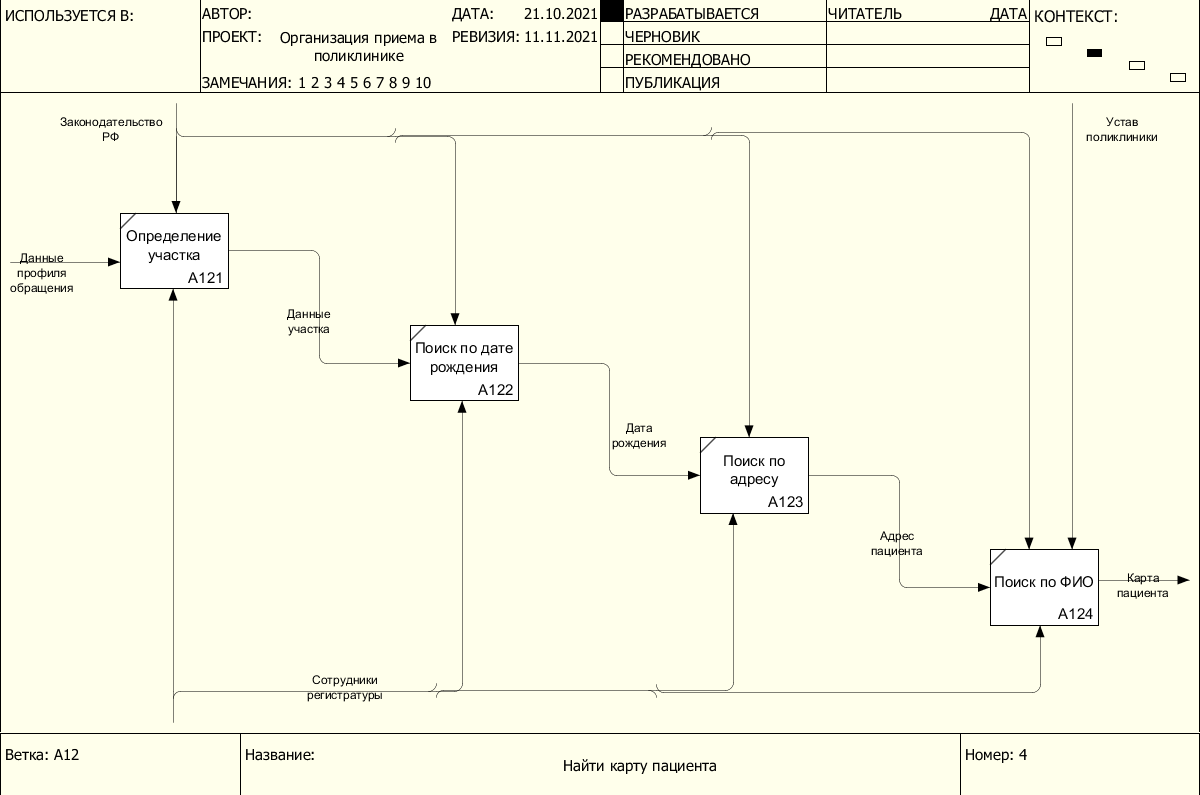 ИСПОЛЬЗУЕТСЯ В:
АВТОР:
ДАТА: 21.10.2021
РАЗРАБАТЫВАЕТСЯ
ЧИТАТЕЛЬ
ДАТА
КОНТЕКСТ:
ПРОЕКТ:
Организация приема в
поликлинике
РЕВИЗИЯ: 11.11.2021
ЧЕРНОВИК
РЕКОМЕНДОВАНО
ЗАМЕЧАНИЯ: 1 2 3 4 5 6 7 8 9 10
ПУБЛИКАЦИЯ
Законодательство
РФ
Устав
поликлиники
Определение
участка
A121
Данные
профиля
обращения
Данные
участка
Поиск по дате
рождения
A122
Дата
рождения
Поиск по
адресу
A123
Адрес
пациента
Поиск по ФИО
A124
Карта
пациента
Сотрудники
регистратуры
Ветка: A12
Название:
Найти карту пациента
Номер: 4